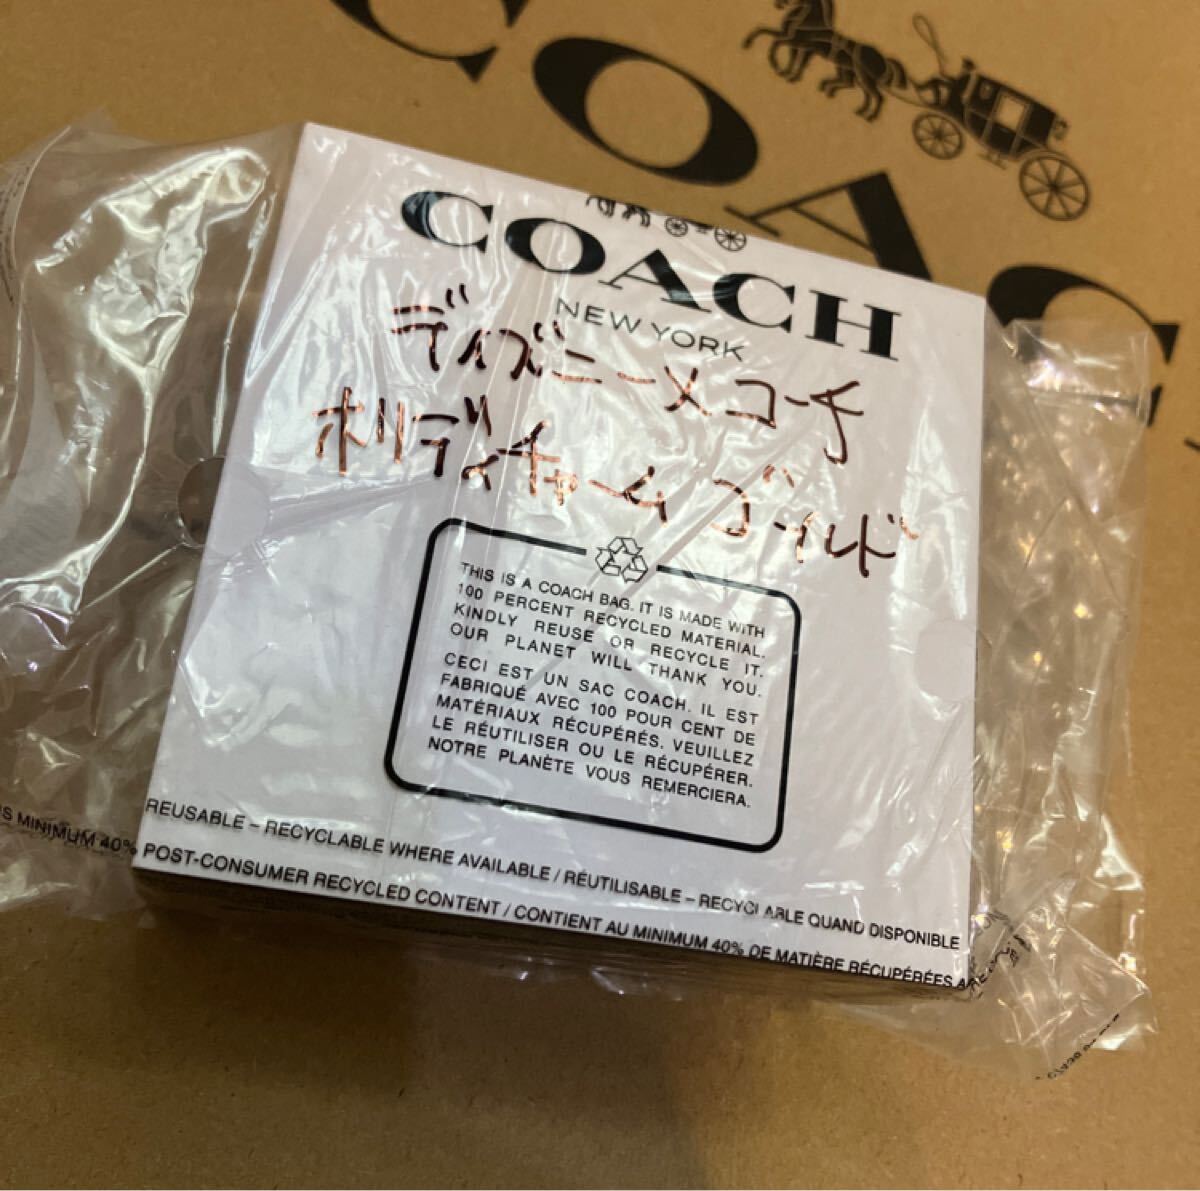 COACH
COACH
NEW YORK
ディズニー×コーチ
ホリディチャームゴールド
THIS IS A COACH BAG. IT IS MADE WITH
100 PERCENT RECYCLED MATERIAL.
KINDLY REUSE OR RECYCLE IT.
OUR PLANET WILL THANK YOU.
CECI EST UN SAC COACH. IL EST
FABRIQUÉ AVEC 100 POUR CENT DE
MATÉRIAUX RÉCUPÉRÉS. VEUILLEZ
LE RÉUTILISER OU LE RÉCUPÉRER.
NOTRE PLANÈTE VOUS REMERCIERA.
REUSABLE – RECYCLABLE WHERE AVAILABLE / RÉUTILISABLE – RECYCLABLE QUAND DISPONIBLE
MINIMUM 40% POST-CONSUMER RECYCLED CONTENT / CONTIENT AU MINIMUM 40% DE MATIÈRE RÉCUPÉRÉES